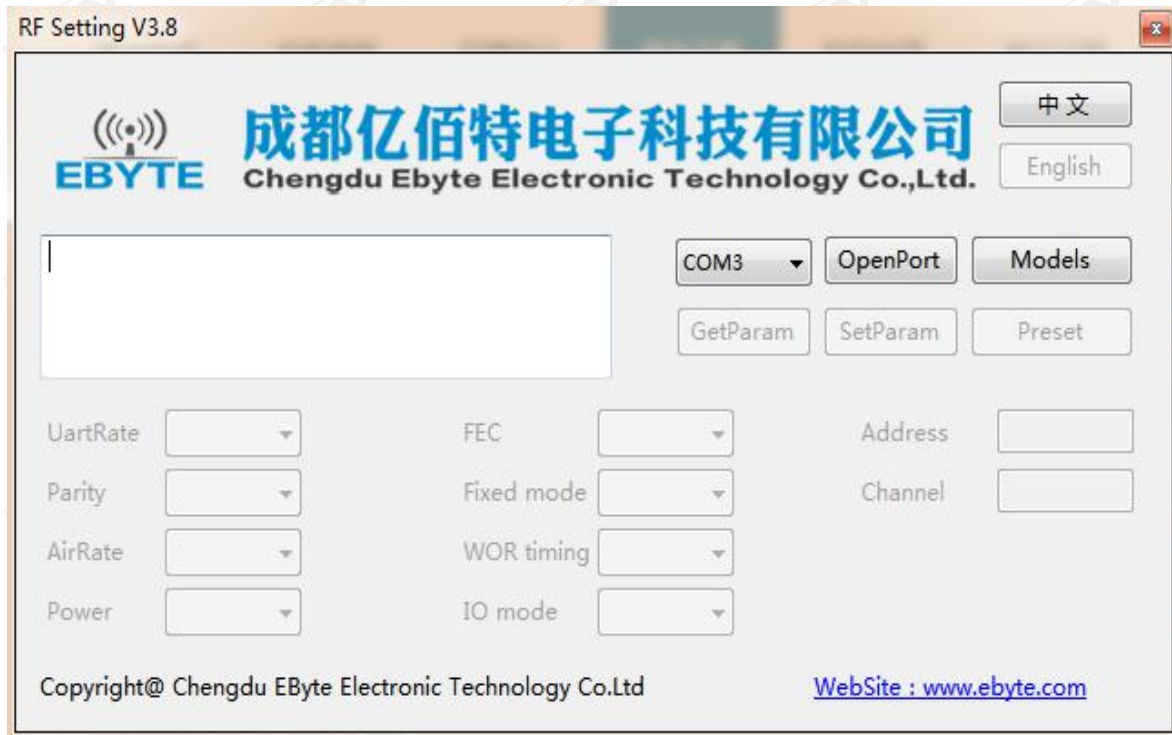 RF Setting V3.8
EBYTE
成都亿佰特电子科技有限公司
Chengdu Ebyte Electronic Technology Co.,Ltd.
中文
English
COM3
OpenPort
Models
GetParam
SetParam
Preset
UartRate
FEC
Address
Parity
Fixed mode
Channel
AirRate
WOR timing
Power
IO mode
Copyright@ Chengdu EByte Electronic Technology Co.Ltd
WebSite : www.ebyte.com